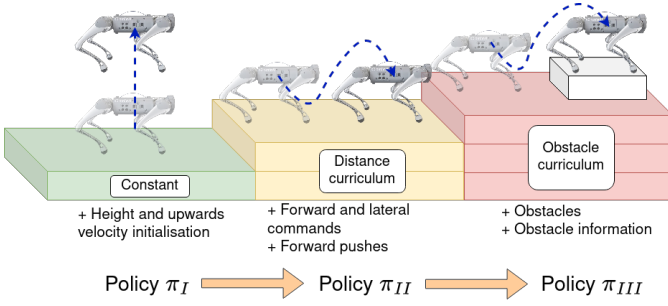 Constant
Distance
curriculum
Obstacle
curriculum
+ Height and upwards
velocity initialisation
+ Forward and lateral
commands
+ Forward pushes
+ Obstacles
+ Obstacle information
Policy π_I
Policy π_II
Policy π_III